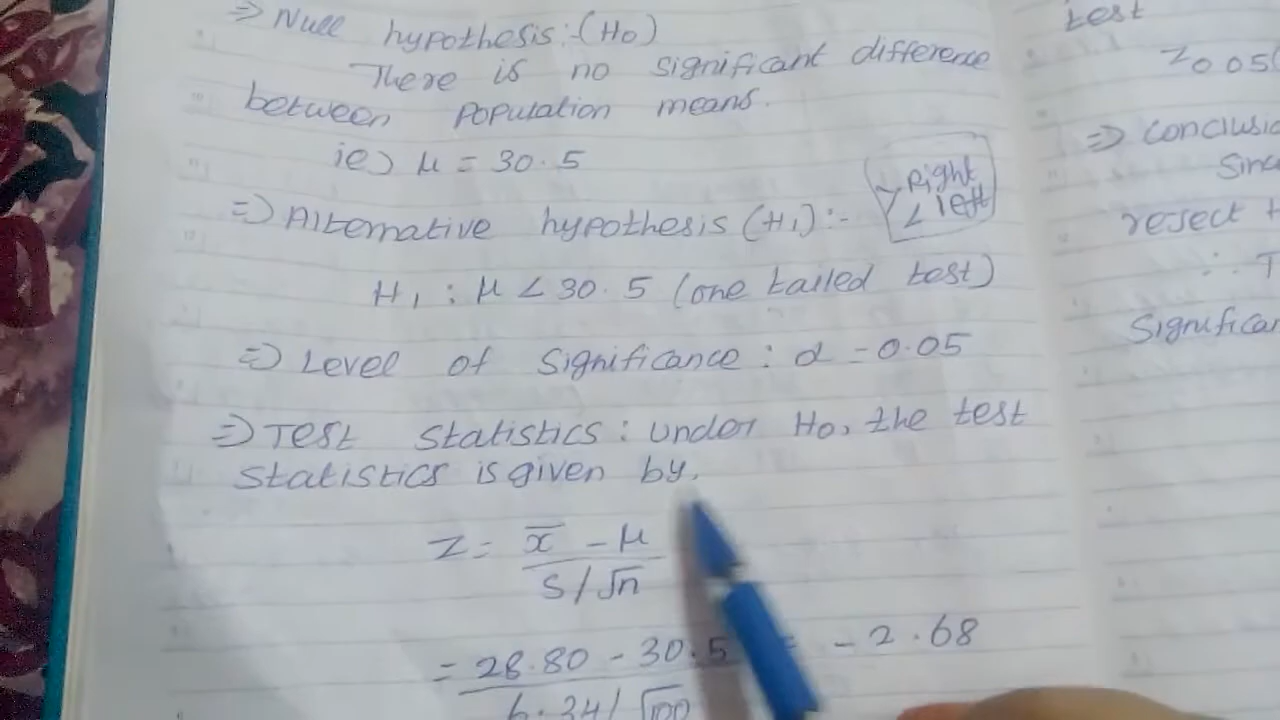 ⇒ Null hypothesis:-(H0)
There is no significant difference
between population means.
ie) μ = 30.5
⇒ Alternative hypothesis (H1):-
> Right
< left
H1 : μ < 30.5 (one tailed test)
⇒ Level of Significance : α = 0.05
⇒ Test Statistics : Under H0, the test
statistics is given by,
Z = x̄ - μ
S/√n
= 28.80 - 30.5 = -2.68
6.34/√100
test
Z0.05
⇒ Conclusio
Sinc
reject H
∴ T
Significan